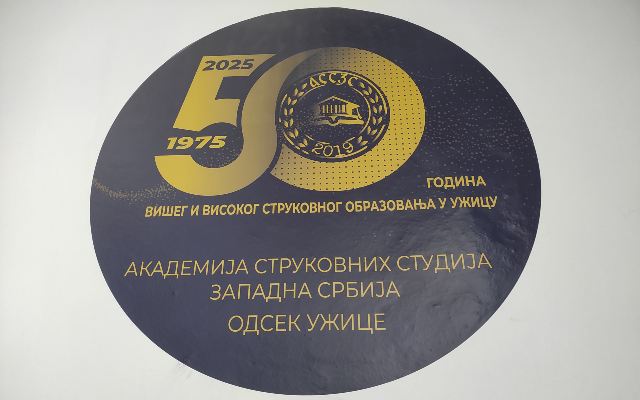 2025
50
1975
АССЗС
2019
ГОДИНА
ВИШЕГ И ВИСОКОГ СТРУКОВНОГ ОБРАЗОВАЊА У УЖИЦУ
АКАДЕМИЈА СТРУКОВНИХ СТУДИЈА
ЗАПАДНА СРБИЈА
ОДСЕК УЖИЦЕ